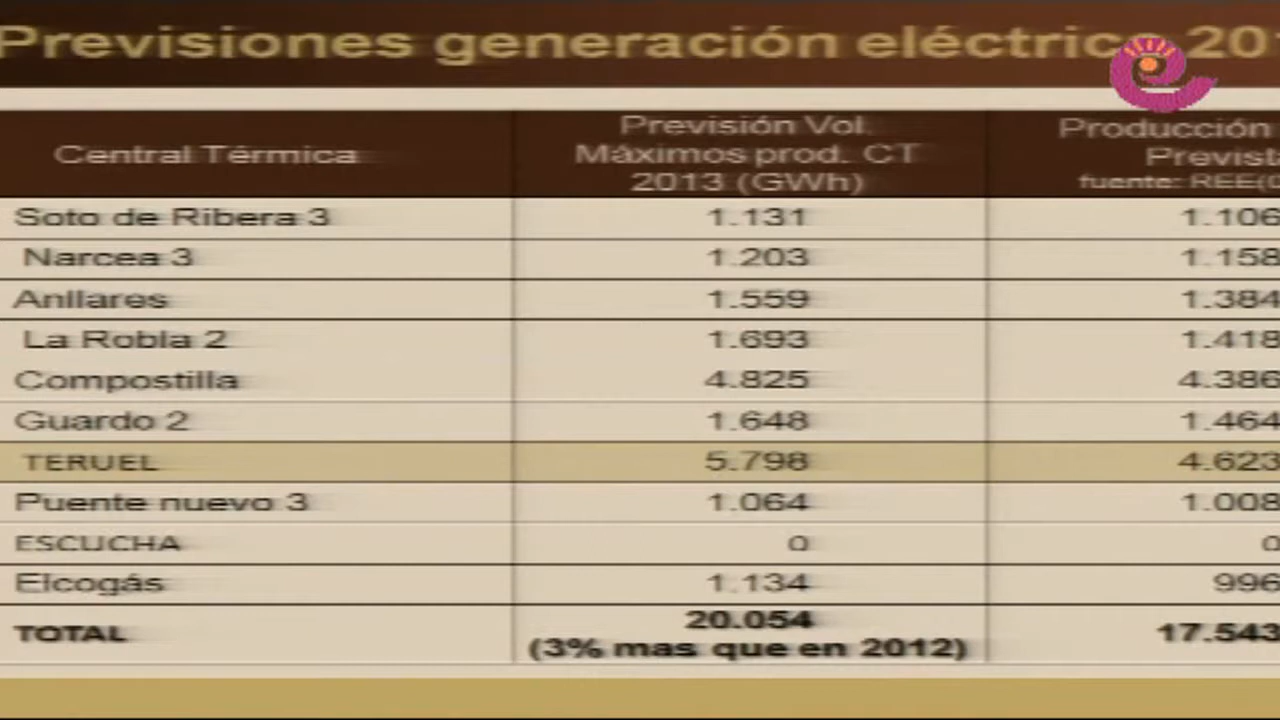 Previsiones generación eléctrica 201
Central Térmica
Previsión Vol.
Máximos prod. CT
2013 (GWh)
Producción
Prevista
fuente: REE(
Soto de Ribera 3 1.131 1.106
Narcea 3 1.203 1.158
Anllares 1.559 1.384
La Robla 2 1.693 1.418
Compostilla 4.825 4.386
Guardo 2 1.648 1.464
TERUEL 5.798 4.623
Puente nuevo 3 1.064 1.008
ESCUCHA 0 0
Elcogás 1.134 996
TOTAL 20.054 17.543
(3% mas que en 2012)